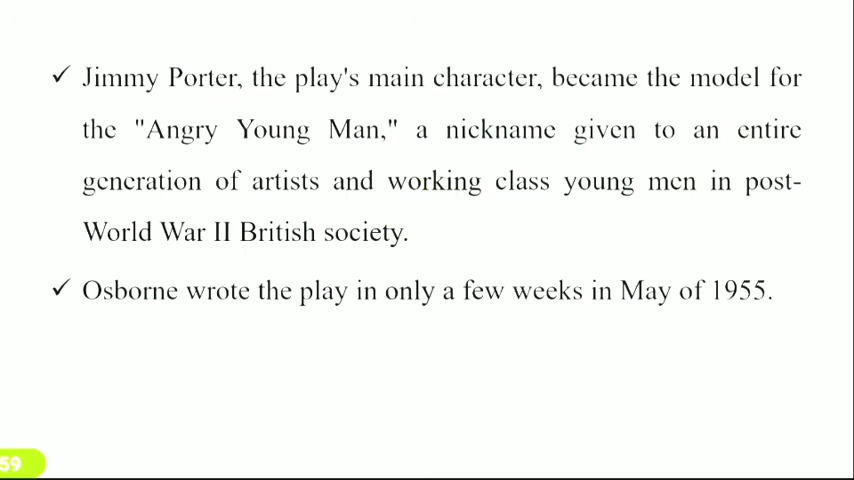 ✓ Jimmy Porter, the play's main character, became the model for
the "Angry Young Man," a nickname given to an entire
generation of artists and working class young men in post-
World War II British society.
✓ Osborne wrote the play in only a few weeks in May of 1955.
59